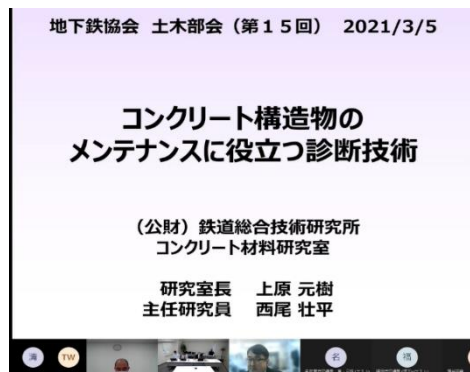 地下鉄協会 土木部会（第１５回） 2021/3/5
コンクリート構造物の
メンテナンスに役立つ診断技術
（公財）鉄道総合技術研究所
コンクリート材料研究室
研究室長 上原 元樹
主任研究員 西尾 壮平
TW
名
福